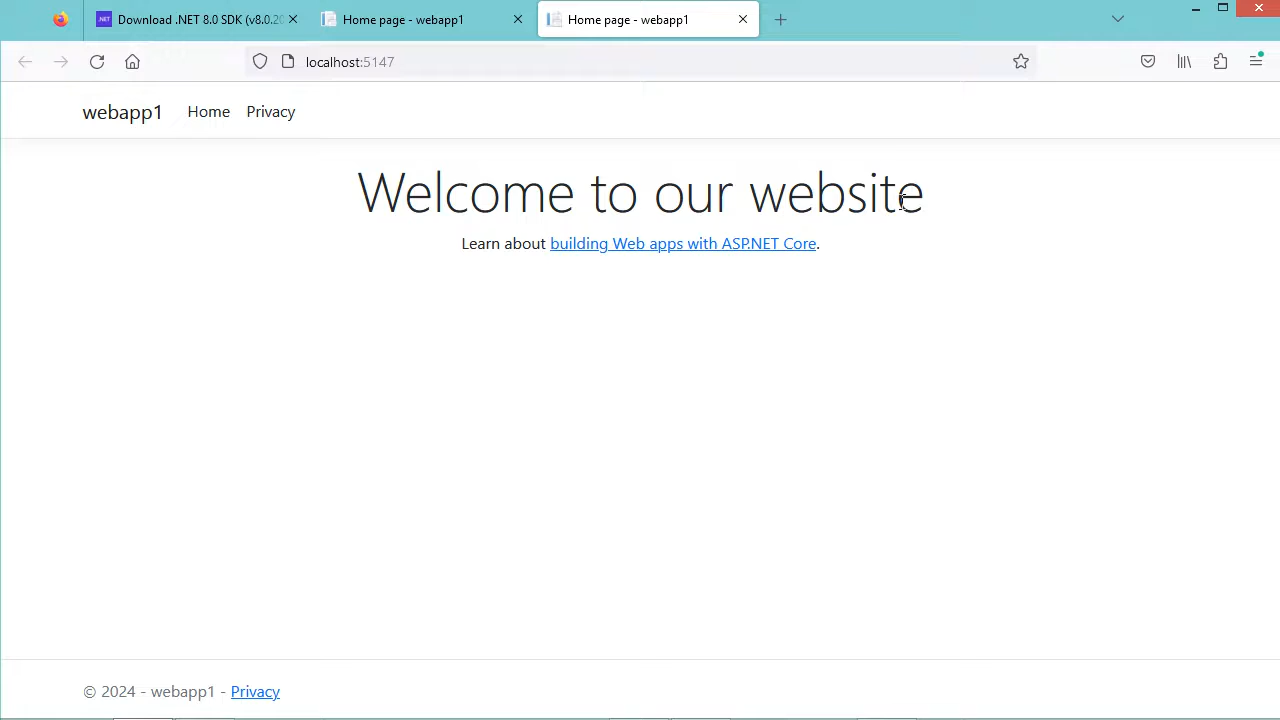 Download .NET 8.0 SDK (v8.0.20
Home page - webapp1
Home page - webapp1
localhost:5147
webapp1
Home
Privacy
Welcome to our website
Learn about building Web apps with ASP.NET Core.
© 2024 - webapp1 - Privacy